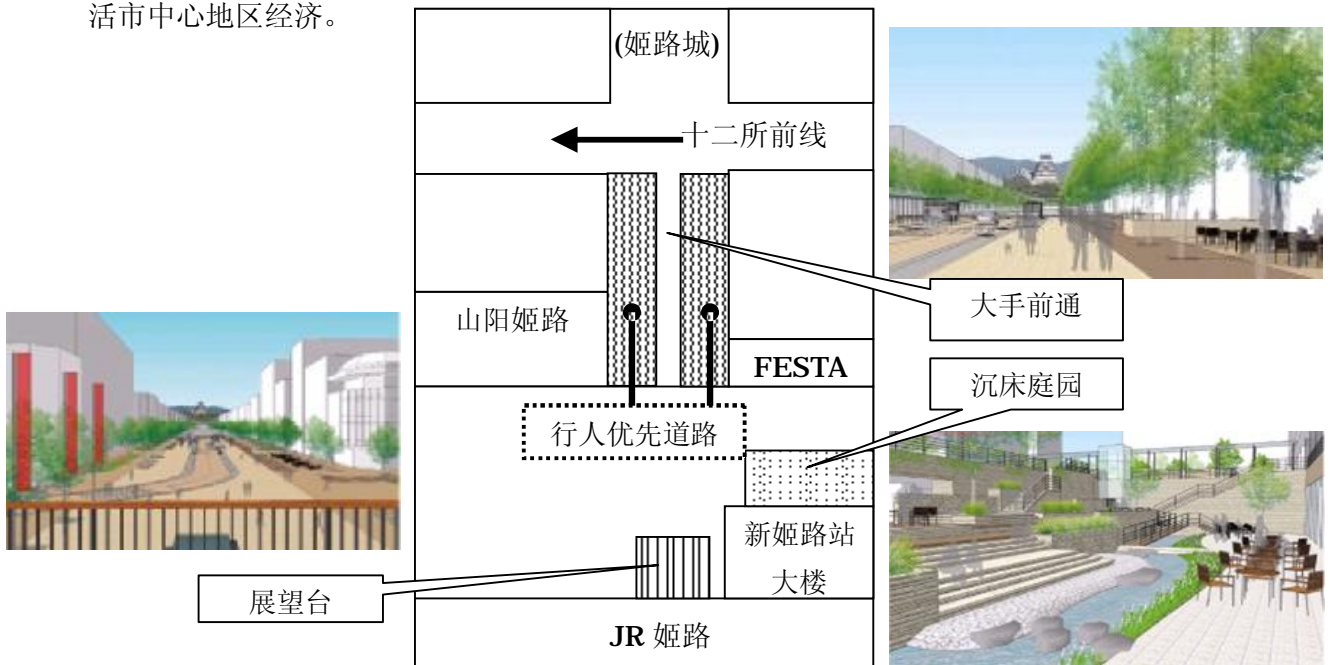 活市中心地区经济。
(姬路城)
十二所前线
大手前通
山阳姬路
FESTA
沉床庭园
行人优先道路
新姬路站
大楼
展望台
JR 姬路